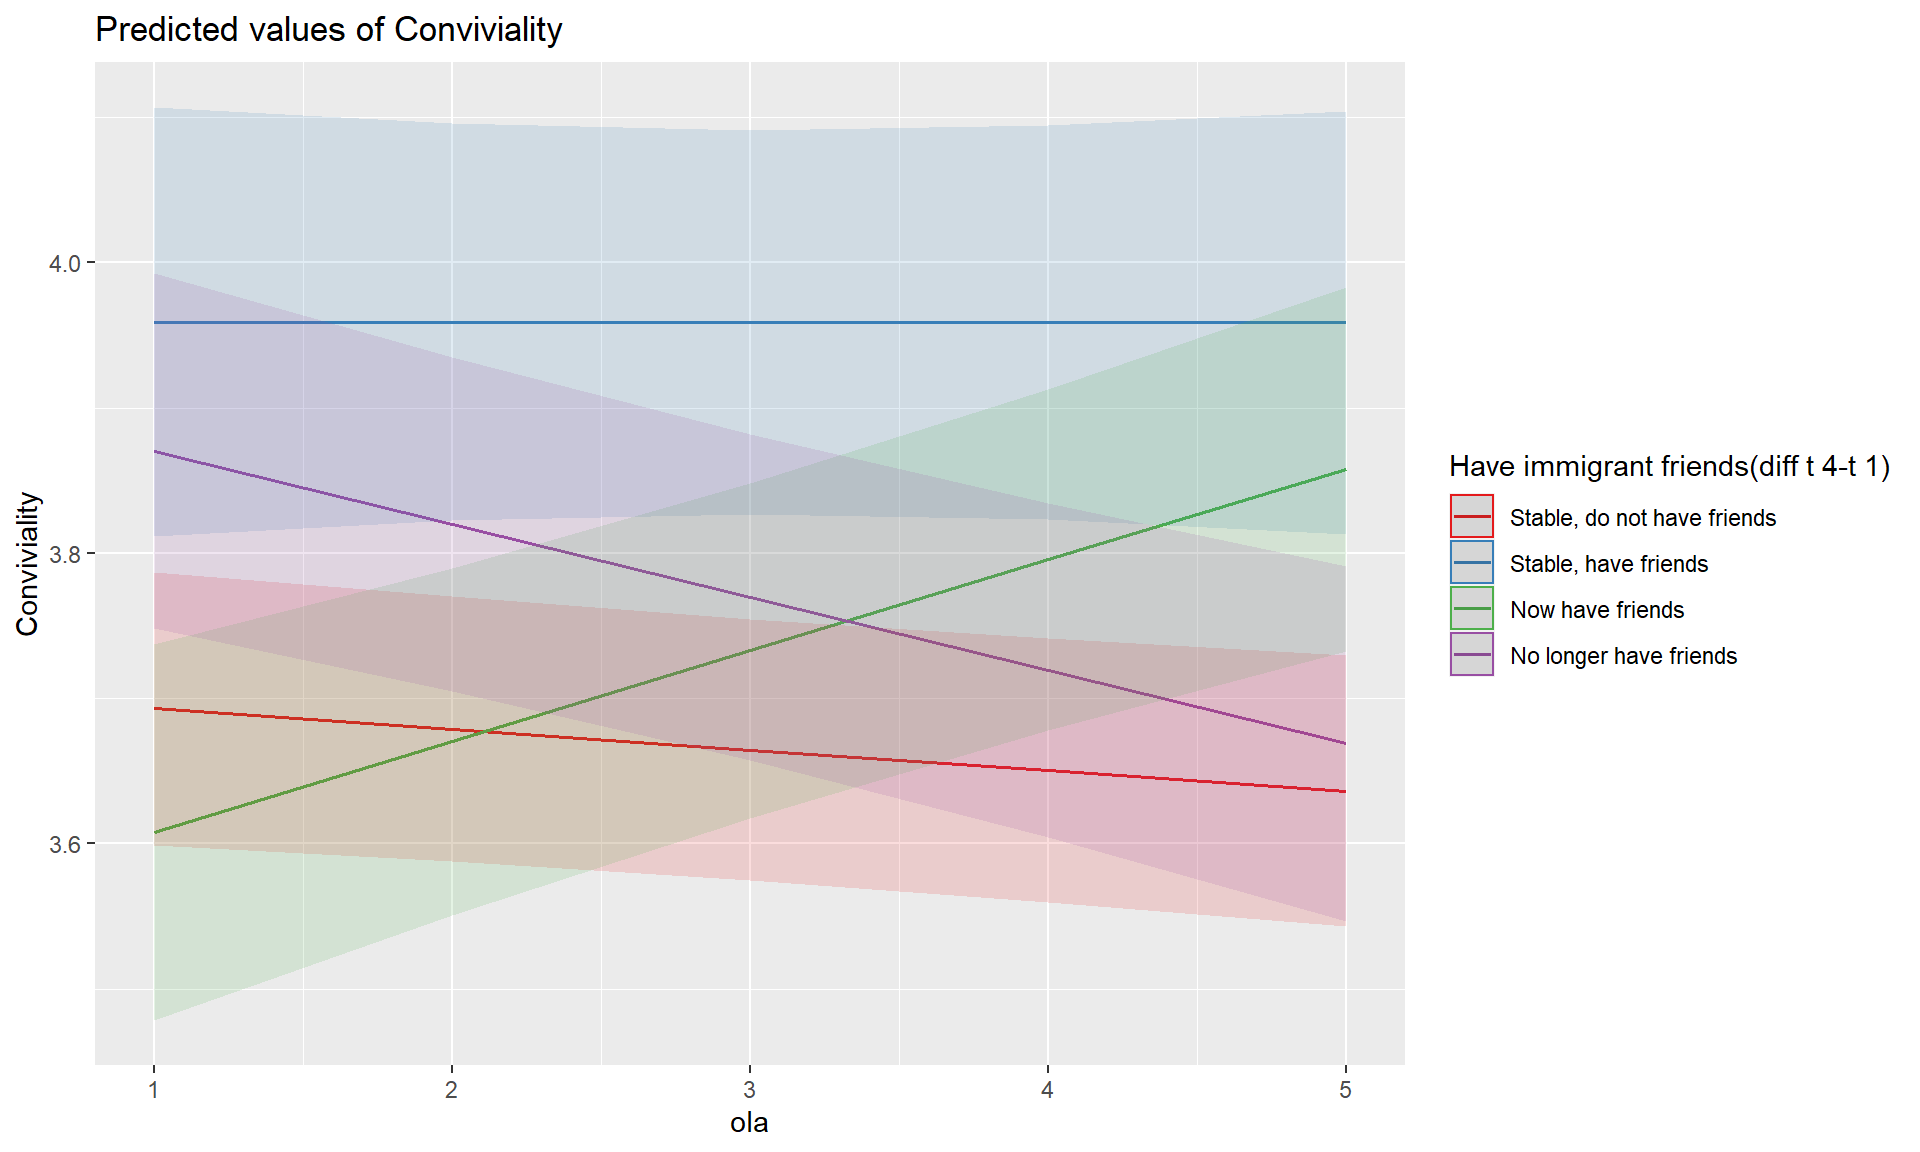 Predicted values of Conviviality
Conviviality
4.0
3.8
3.6
1 2 3 4 5
ola
Have immigrant friends(diff t 4-t 1)
Stable, do not have friends
Stable, have friends
Now have friends
No longer have friends